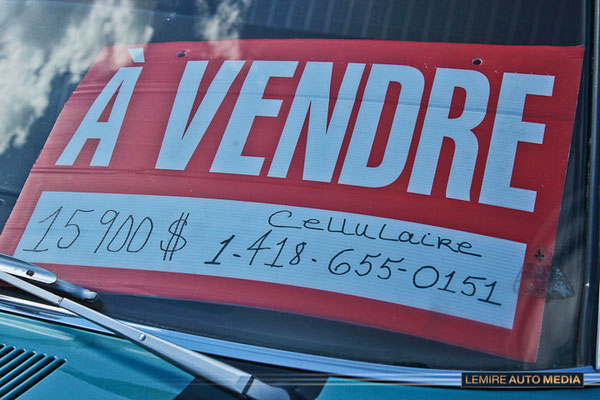 À VENDRE
15 900 $
Cellulaire
1-418-655-0151
LEMIRE AUTO MEDIA